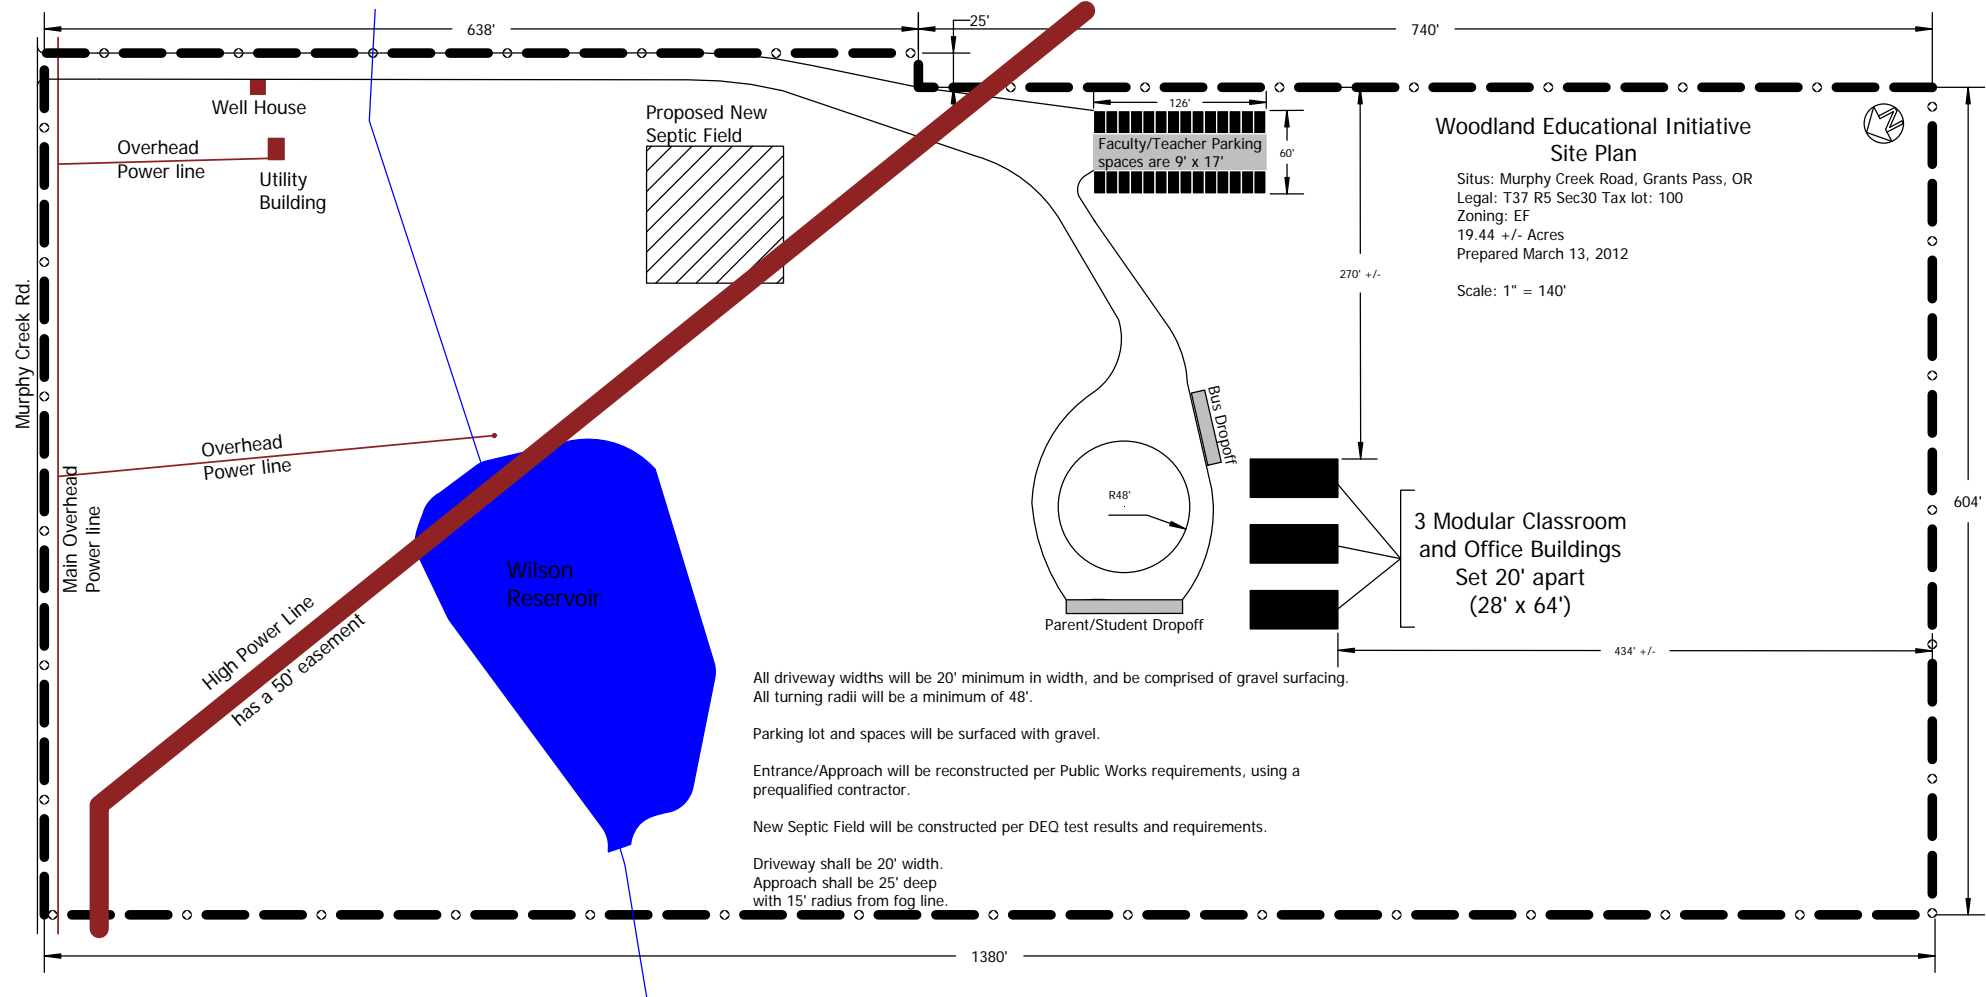 638'
25'
740'
Well House
Overhead
Power line
Utility
Building
Proposed New
Septic Field
126'
Faculty/Teacher Parking
spaces are 9' x 17'
60'
Woodland Educational Initiative
Site Plan
Situs: Murphy Creek Road, Grants Pass, OR
Legal: T37 R5 Sec30 Tax lot: 100
Zoning: EF
19.44 +/- Acres
Prepared March 13, 2012
Scale: 1" = 140'
270' +/-
Murphy Creek Rd.
Overhead
Power line
Main Overhead
Power line
Bus Dropoff
R48'
604'
3 Modular Classroom
and Office Buildings
Set 20' apart
(28' x 64')
Wilson
Reservoir
High Power Line
has a 50' easement
Parent/Student Dropoff
434' +/-
All driveway widths will be 20' minimum in width, and be comprised of gravel surfacing.
All turning radii will be a minimum of 48'.
Parking lot and spaces will be surfaced with gravel.
Entrance/Approach will be reconstructed per Public Works requirements, using a
prequalified contractor.
New Septic Field will be constructed per DEQ test results and requirements.
Driveway shall be 20' width.
Approach shall be 25' deep
with 15' radius from fog line.
1380'